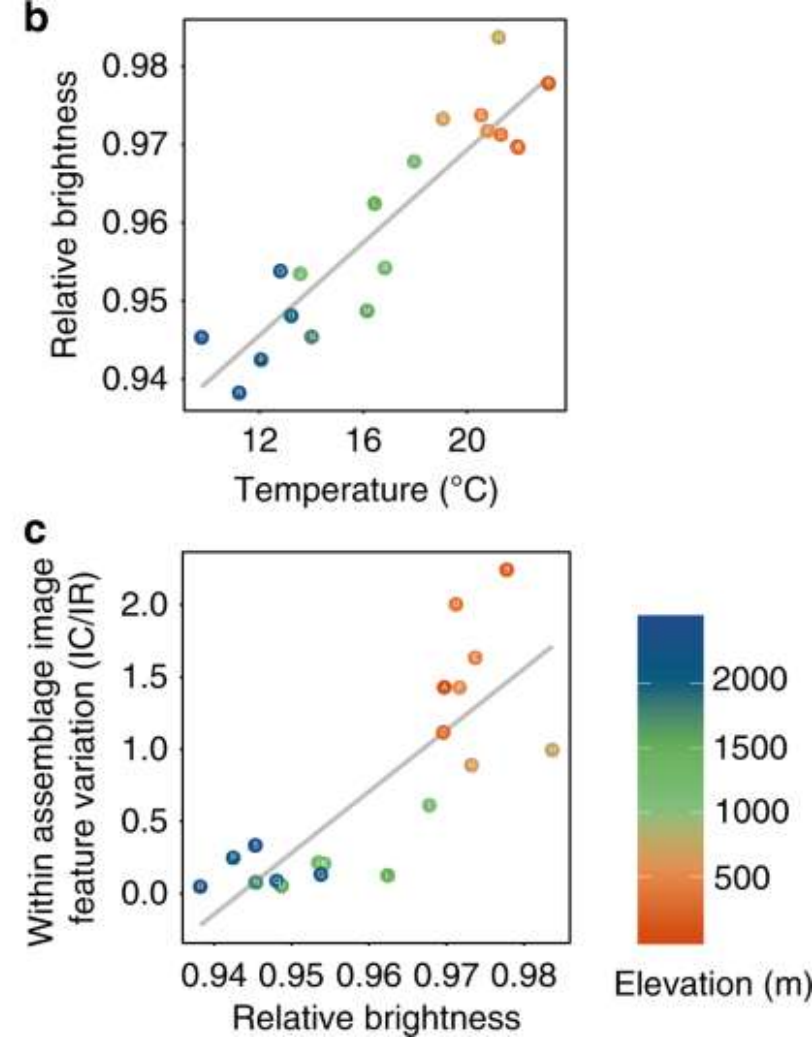 b
Relative brightness
0.98
0.97
0.96
0.95
0.94
12 16 20
Temperature (°C)
c
Within assemblage image
feature variation (IC/IR)
2.0
1.5
1.0
0.5
0.0
0.94 0.95 0.96 0.97 0.98
Relative brightness
2000
1500
1000
500
Elevation (m)